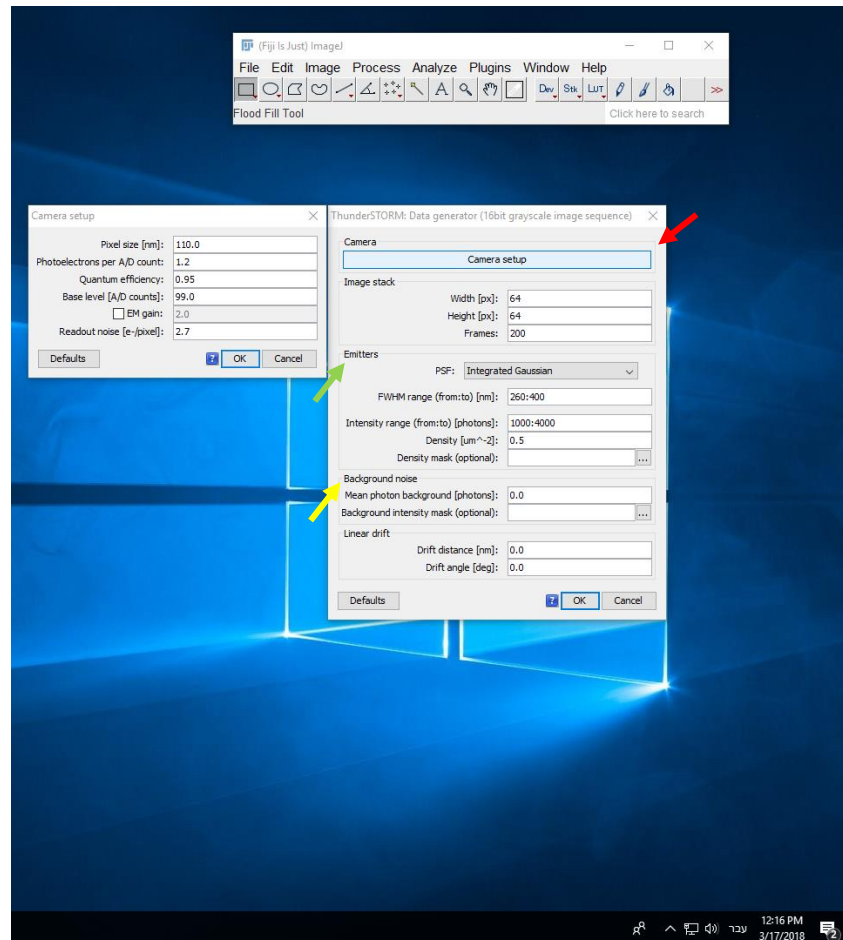 (Fiji Is Just) ImageJ
File Edit Image Process Analyze Plugins Window Help
A Dev Stk LUT >>
Flood Fill Tool Click here to search
Camera setup
Pixel size [nm]: 110.0
Photoelectrons per A/D count: 1.2
Quantum efficiency: 0.95
Base level [A/D counts]: 99.0
EM gain: 2.0
Readout noise [e-/pixel]: 2.7
Defaults ? OK Cancel
ThunderSTORM: Data generator (16bit grayscale image sequence)
Camera
Camera setup
Image stack
Width [px]: 64
Height [px]: 64
Frames: 200
Emitters
PSF: Integrated Gaussian
FWHM range (from:to) [nm]: 260:400
Intensity range (from:to) [photons]: 1000:4000
Density [um^-2]: 0.5
Density mask (optional): ...
Background noise
Mean photon background [photons]: 0.0
Background intensity mask (optional): ...
Linear drift
Drift distance [nm]: 0.0
Drift angle [deg]: 0.0
Defaults ? OK Cancel
עבר 12:16 PM
3/17/2018 2